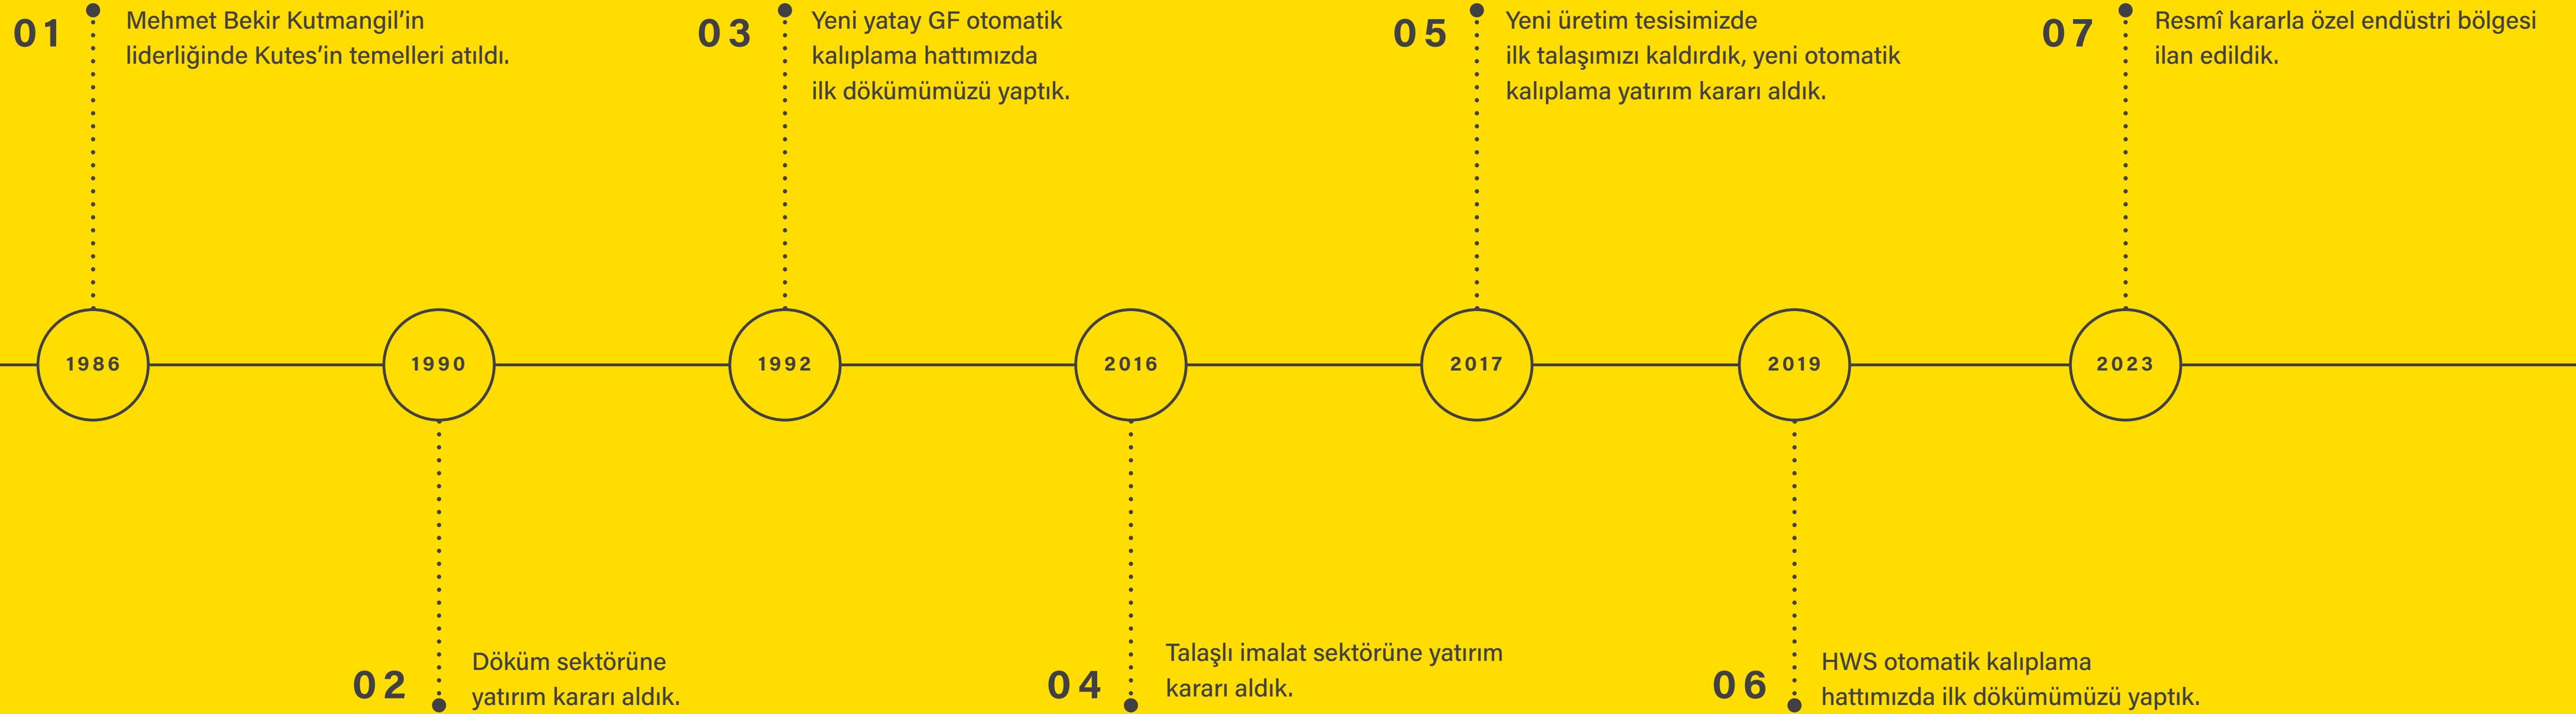 01
Mehmet Bekir Kutmangil’in
liderliğinde Kutes’in temelleri atıldı.
03
Yeni yatay GF otomatik
kalıplama hattımızda
ilk dökümümüzü yaptık.
05
Yeni üretim tesisimizde
ilk talaşımızı kaldırdık, yeni otomatik
kalıplama yatırım kararı aldık.
07
Resmî kararla özel endüstri bölgesi
ilan edildik.
1986
1990
1992
2016
2017
2019
2023
02
Döküm sektörüne
yatırım kararı aldık.
04
Talaşlı imalat sektörüne yatırım
kararı aldık.
06
HWS otomatik kalıplama
hattımızda ilk dökümümüzü yaptık.